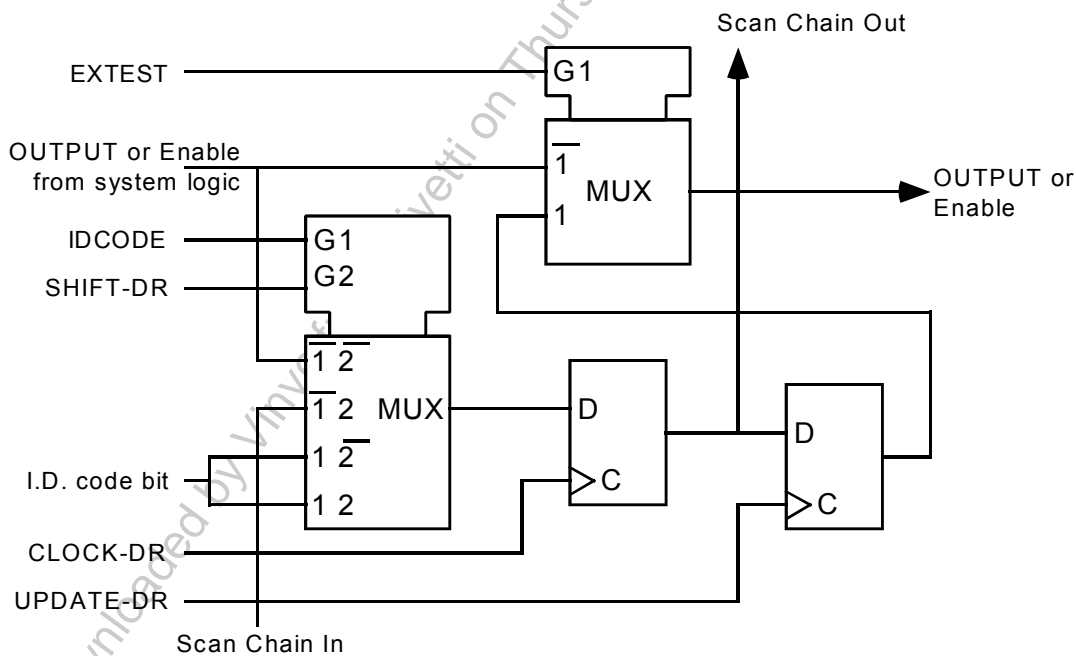 Scan Chain Out
EXTEST
G1
OUTPUT or Enable
from system logic
1
MUX
1
OUTPUT or
Enable
IDCODE
G1
SHIFT-DR
G2
1 2
1 2 MUX
1 2
1 2
I.D. code bit
D
C
D
C
CLOCK-DR
UPDATE-DR
Scan Chain In